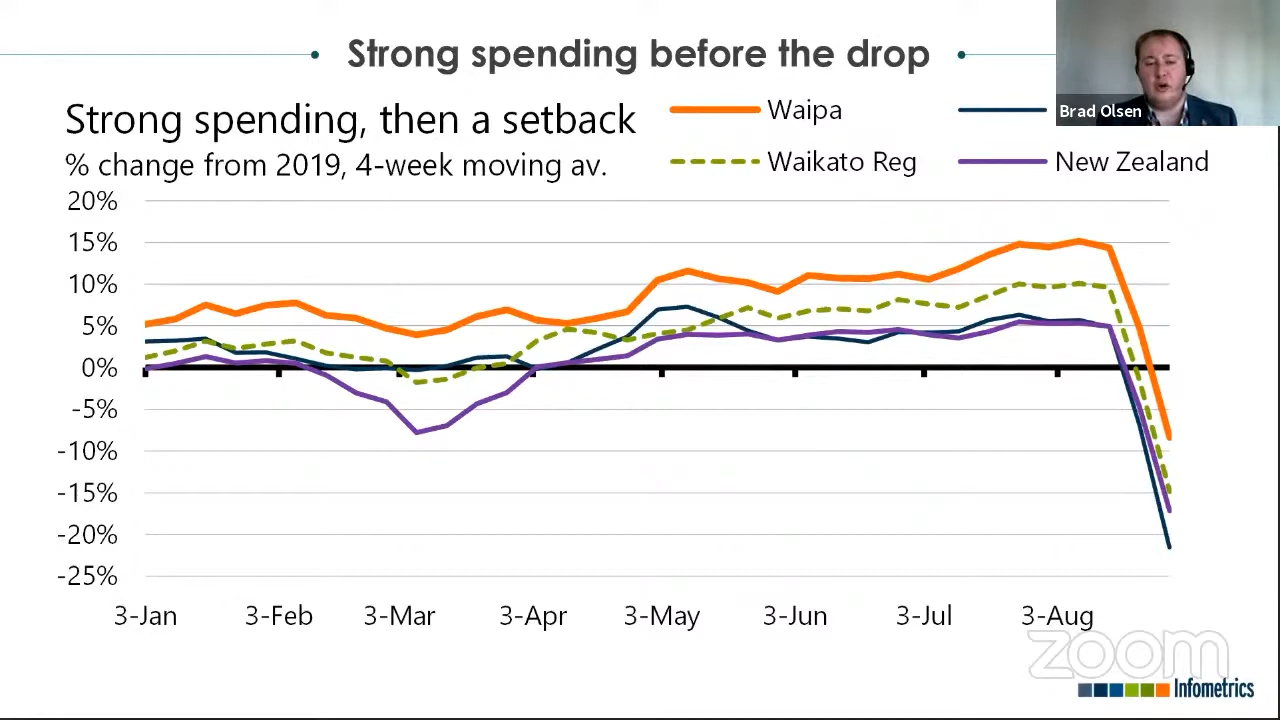 Strong spending before the drop
Brad Olsen
Strong spending, then a setback
% change from 2019, 4-week moving av.
Waipa
Waikato Reg
New Zealand
20%
15%
10%
5%
0%
-5%
-10%
-15%
-20%
-25%
3-Jan 3-Feb 3-Mar 3-Apr 3-May 3-Jun 3-Jul 3-Aug
zoom
Infometrics